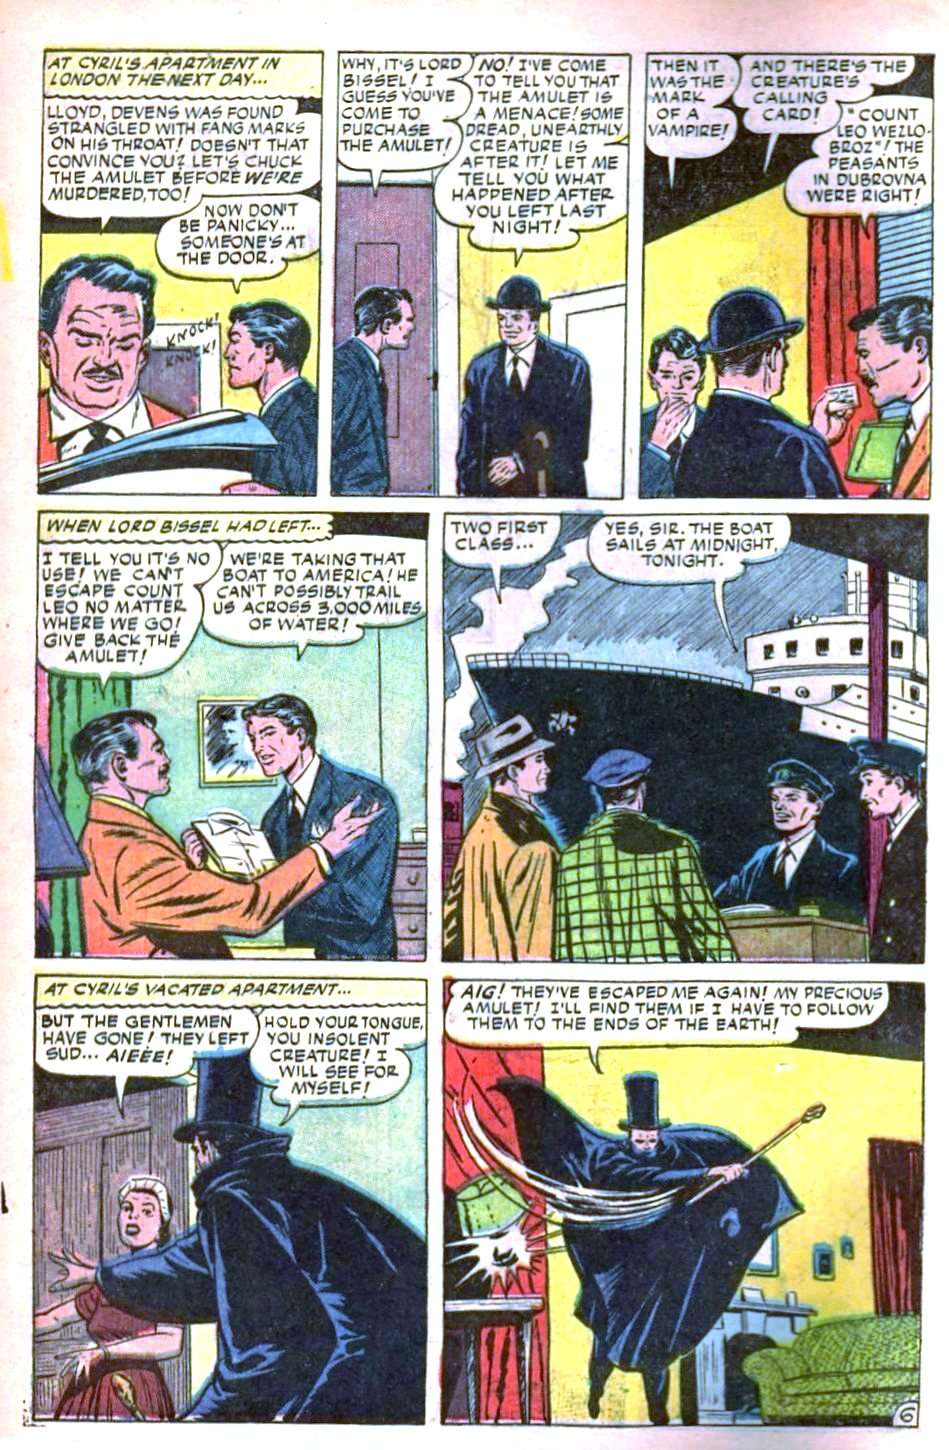 AT CYRIL'S APARTMENT IN
LONDON THE NEXT DAY...
LLOYD, DEVENS WAS FOUND
STRANGLED WITH FANG MARKS
ON HIS THROAT! DOESN'T THAT
CONVINCE YOU? LET'S CHUCK
THE AMULET BEFORE WE'RE
MURDERED, TOO!
NOW DON'T
BE PANICKY...
SOMEONE'S AT
THE DOOR.
KNOCK!
KNOCK!
WHY, IT'S LORD
BISSEL! I
GUESS YOU'VE
COME TO
PURCHASE
THE AMULET!
NO! I'VE COME
TO TELL YOU THAT
THE AMULET IS
A MENACE! SOME
DREAD, UNEARTHLY
CREATURE IS
AFTER IT! LET ME
TELL YOU WHAT
HAPPENED AFTER
YOU LEFT LAST
NIGHT!
THEN IT
WAS THE
MARK
OF A
VAMPIRE!
AND THERE'S THE
CREATURE'S
CALLING
CARD!
"COUNT
LEO WEZLO-
BROZ"! THE
PEASANTS
IN DUBROVNA
WERE RIGHT!
WHEN LORD BISSEL HAD LEFT...
I TELL YOU IT'S NO
USE! WE CAN'T
ESCAPE COUNT
LEO NO MATTER
WHERE WE GO!
GIVE BACK THE
AMULET!
WE'RE TAKING THAT
BOAT TO AMERICA! HE
CAN'T POSSIBLY TRAIL
US ACROSS 3,000 MILES
OF WATER!
TWO FIRST
CLASS...
YES, SIR. THE BOAT
SAILS AT MIDNIGHT,
TONIGHT.
AT CYRIL'S VACATED APARTMENT...
BUT THE GENTLEMEN
HAVE GONE! THEY LEFT
SUD... AIEEE!
HOLD YOUR TONGUE,
YOU INSOLENT
CREATURE! I
WILL SEE FOR
MYSELF!
AIG! THEY'VE ESCAPED ME AGAIN! MY PRECIOUS
AMULET! I'LL FIND THEM IF I HAVE TO FOLLOW
THEM TO THE ENDS OF THE EARTH!
6